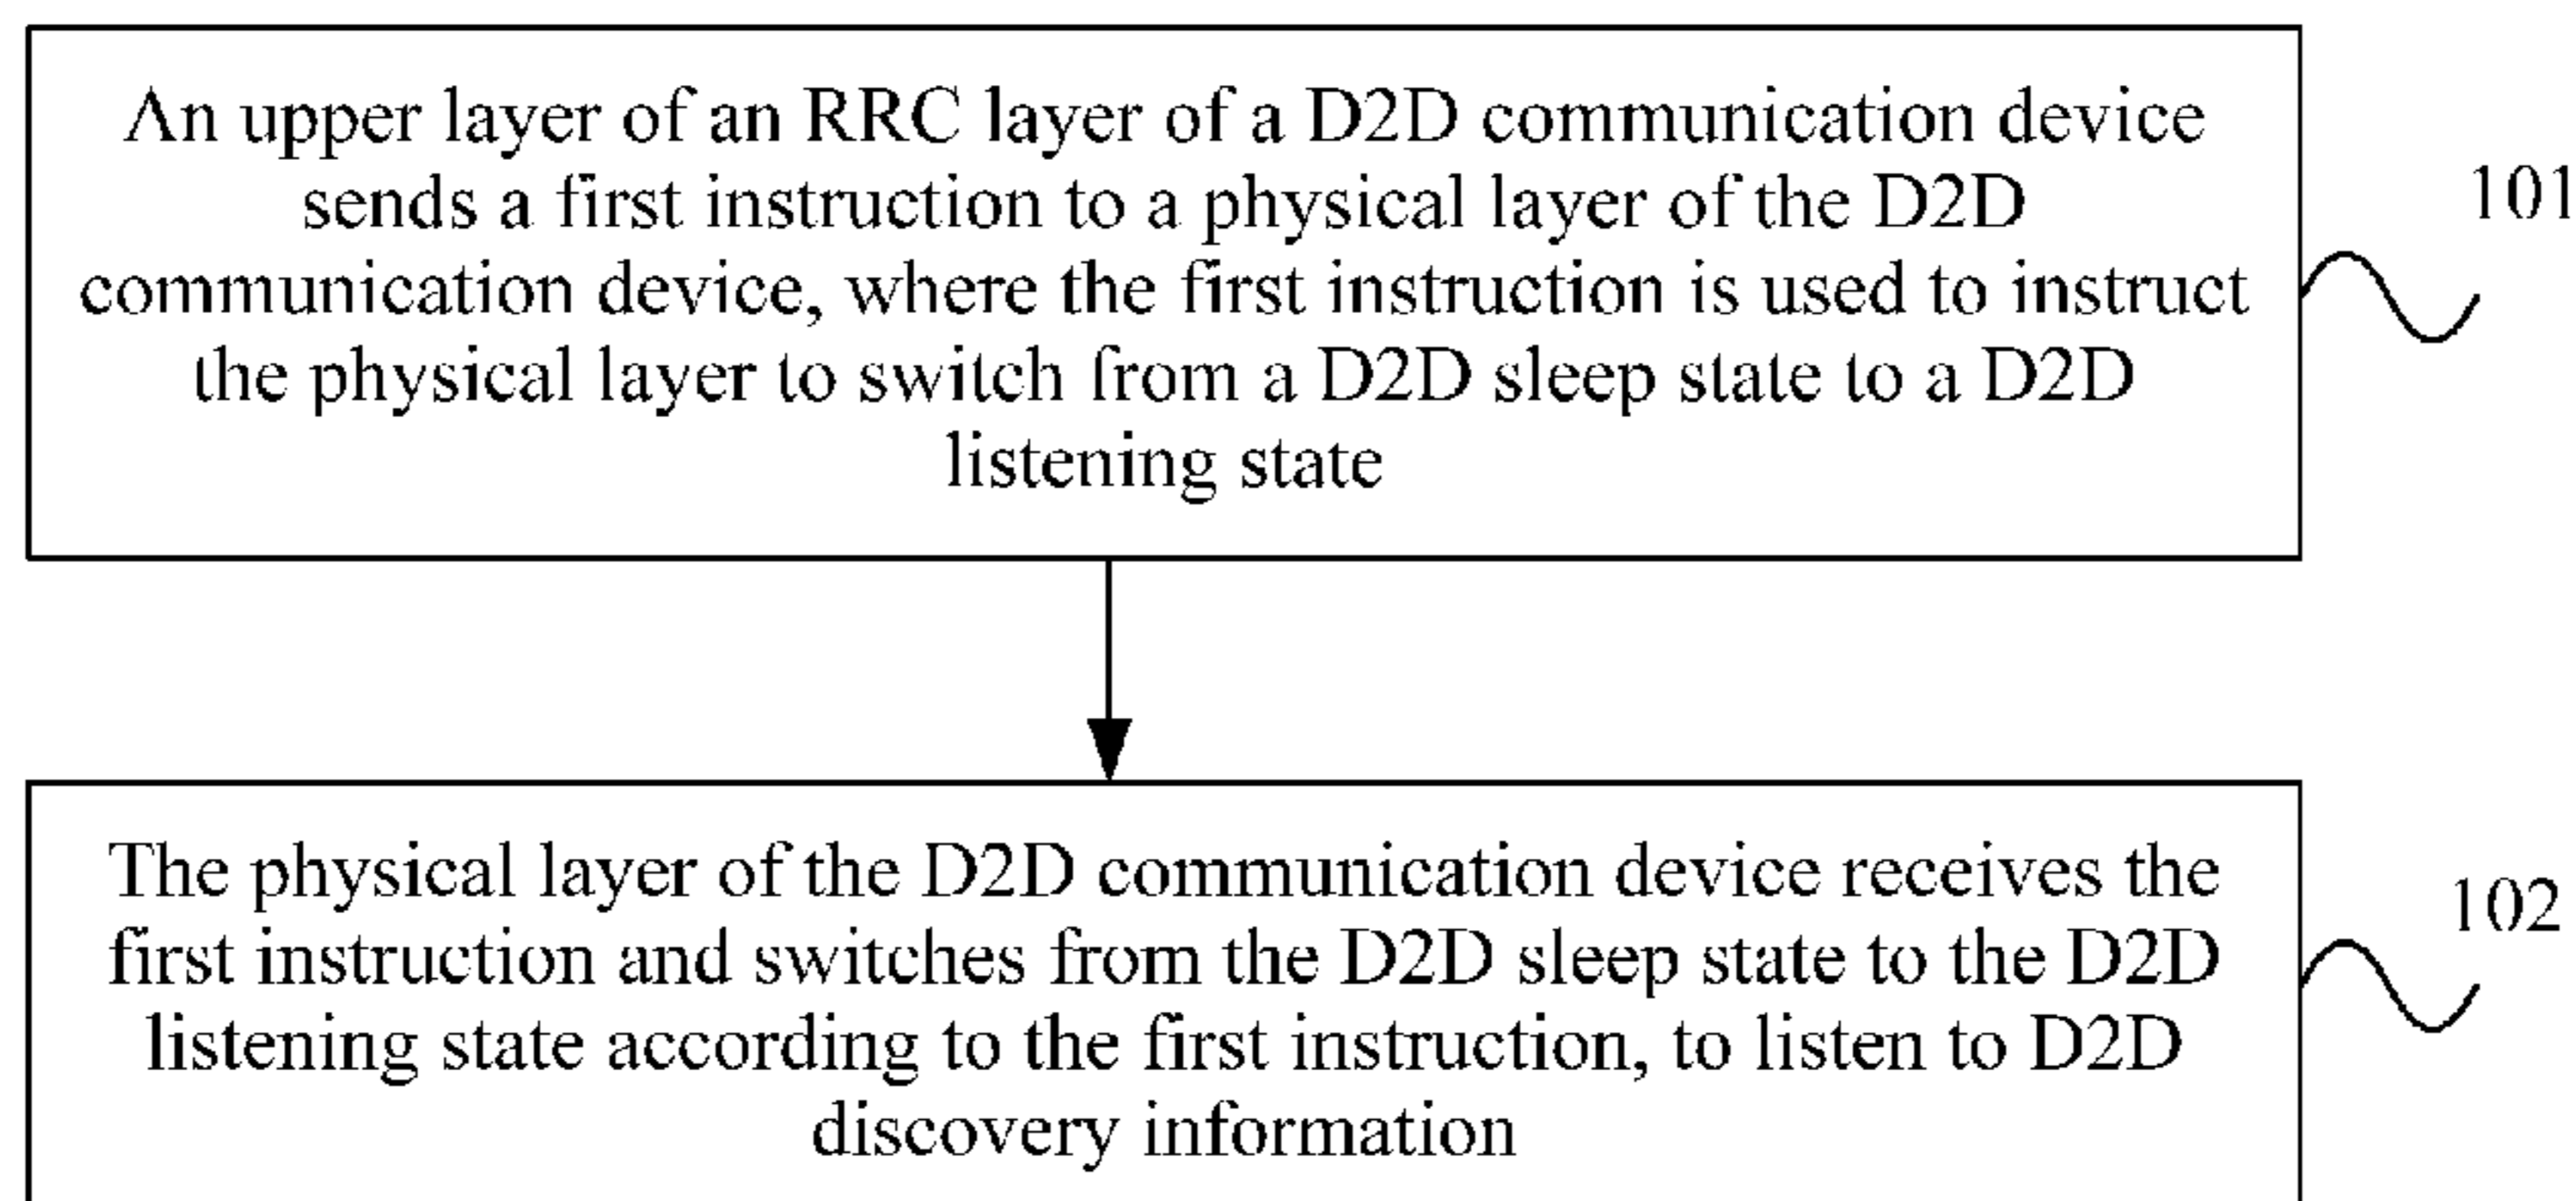 An upper layer of an RRC layer of a D2D communication device
sends a first instruction to a physical layer of the D2D
communication device, where the first instruction is used to instruct
the physical layer to switch from a D2D sleep state to a D2D
listening state
101
The physical layer of the D2D communication device receives the
first instruction and switches from the D2D sleep state to the D2D
listening state according to the first instruction, to listen to D2D
discovery information
102